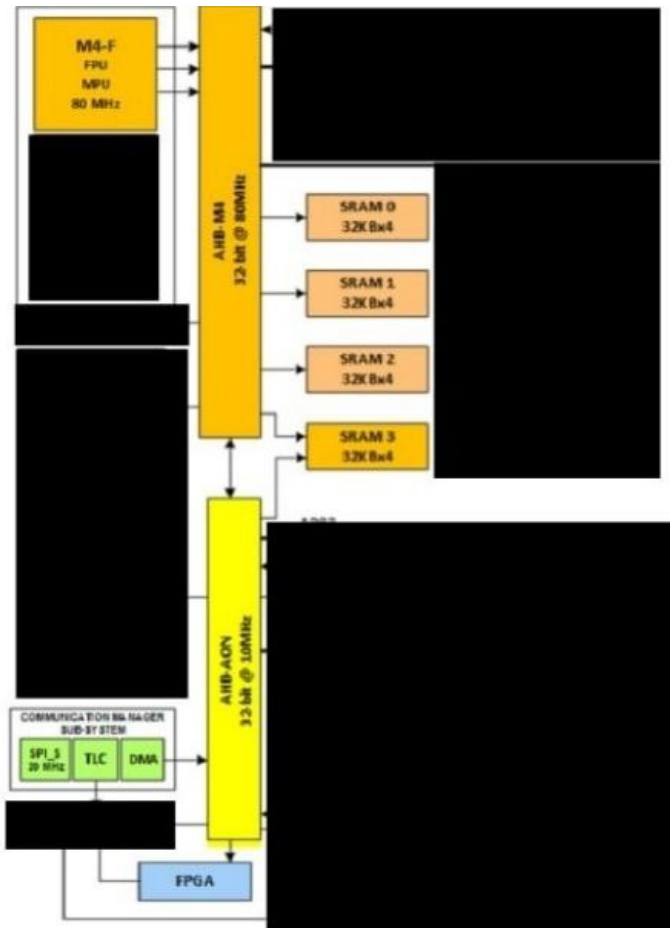 M4-F
FPU
MPU
80 MHz
AHB-M4
32-bit @ 80MHz
SRAM 0
32KBx4
SRAM 1
32KBx4
SRAM 2
32KBx4
SRAM 3
32KBx4
AHB-AON
32-bit @ 10MHz
COMMUNICATION MANAGER
SUB-SYSTEM
SPI_S
20 MHz
TLC
DMA
FPGA